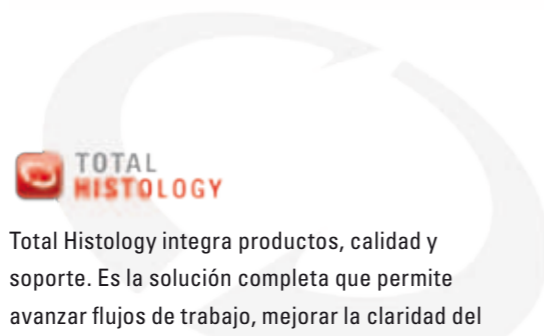 TOTAL
HISTOLOGY
Total Histology integra productos, calidad y
soporte. Es la solución completa que permite
avanzar flujos de trabajo, mejorar la claridad del